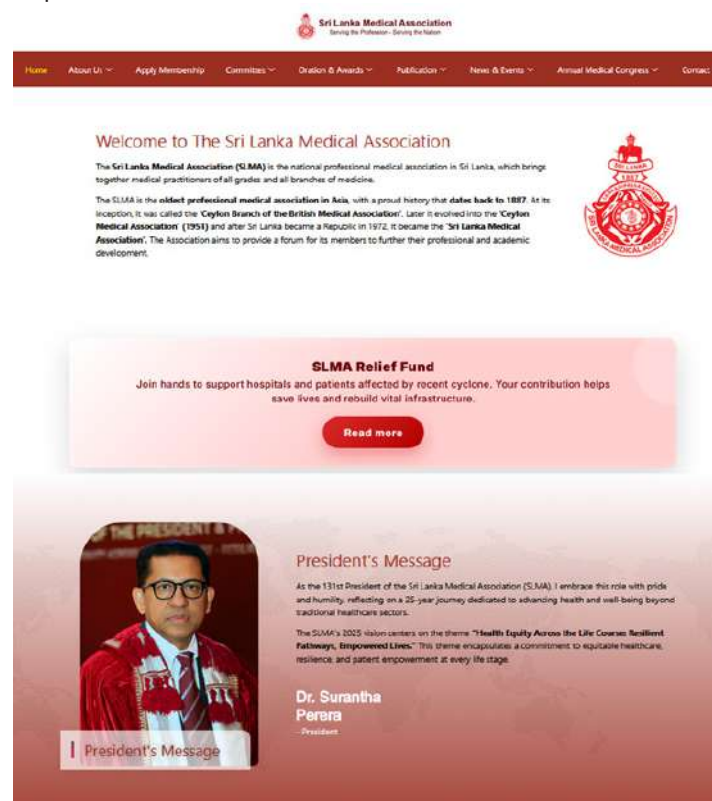 Sri Lanka Medical Association
Serving the Profession - Serving the Nation
Home About Us Apply Membership Committees Oration & Awards Publication News & Events Annual Medical Congress Contact
Welcome to The Sri Lanka Medical Association
The Sri Lanka Medical Association (SLMA) is the national professional medical association in Sri Lanka, which brings
together medical practitioners of all grades and all branches of medicine.
The SLMA is the oldest professional medical association in Asia, with a proud history that dates back to 1887. At its
inception, it was called the 'Ceylon Branch of the British Medical Association'. Later it evolved into the 'Ceylon
Medical Association' (1951) and after Sri Lanka became a Republic in 1972, it became the 'Sri Lanka Medical
Association'. The Association aims to provide a forum for its members to further their professional and academic
development.
SRI LANKA
1887
SRI LANKA MEDICAL ASSOCIATION
SLMA Relief Fund
Join hands to support hospitals and patients affected by recent cyclone. Your contribution helps
save lives and rebuild vital infrastructure.
Read more
OF THE PRESIDENT &
President's Message
As the 131st President of the Sri Lanka Medical Association (SLMA), I embrace this role with pride
and humility, reflecting on a 25-year journey dedicated to advancing health and well-being beyond
traditional healthcare sectors.
The SLMA's 2025 vision centers on the theme "Health Equity Across the Life Course: Resilient
Pathways, Empowered Lives." This theme encapsulates a commitment to equitable healthcare,
resilience, and patient empowerment at every life stage.
Dr. Surantha
Perera
- President
President's Message